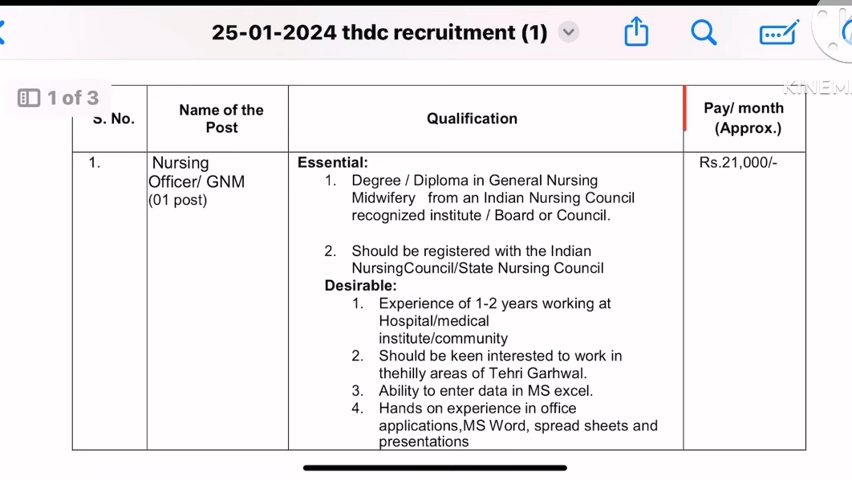 25-01-2024 thdc recruitment (1)
KINEM
1 of 3
S. No.
Name of the
Post
Qualification
Pay/ month
(Approx.)
1.
Nursing
Officer/ GNM
(01 post)
Essential:
1. Degree / Diploma in General Nursing
Midwifery from an Indian Nursing Council
recognized institute / Board or Council.
2. Should be registered with the Indian
NursingCouncil/State Nursing Council
Desirable:
1. Experience of 1-2 years working at
Hospital/medical
institute/community
2. Should be keen interested to work in
thehilly areas of Tehri Garhwal.
3. Ability to enter data in MS excel.
4. Hands on experience in office
applications,MS Word, spread sheets and
presentations
Rs.21,000/-